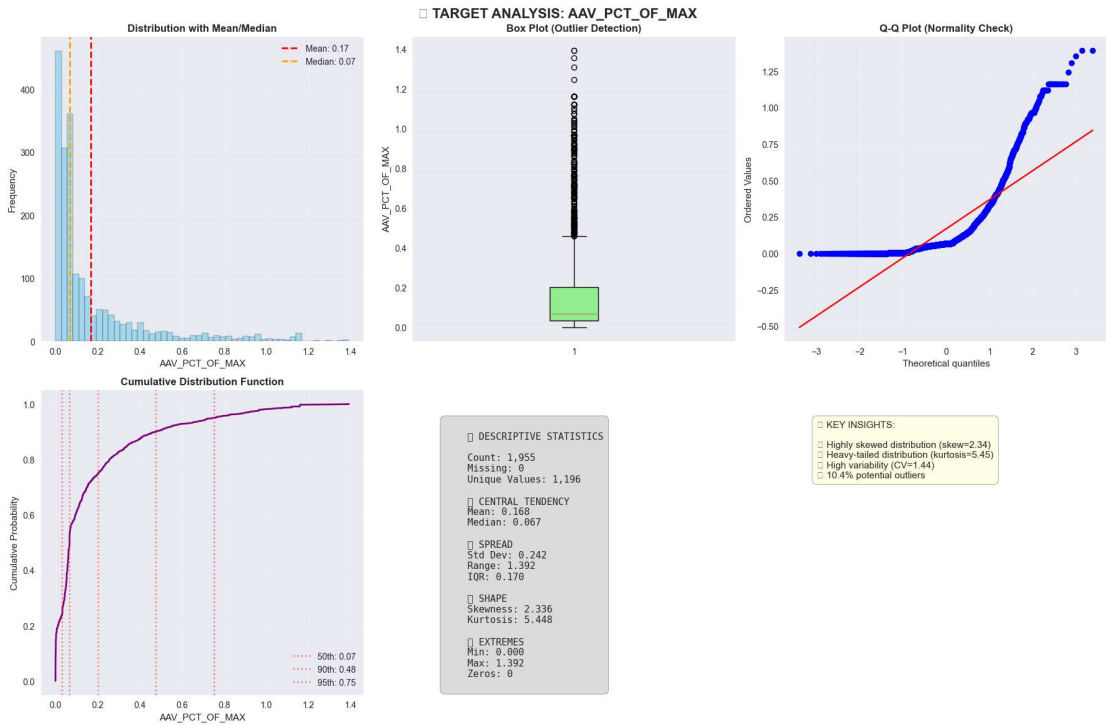 ▯ TARGET ANALYSIS: AAV_PCT_OF_MAX
Distribution with Mean/Median
Frequency
400
300
200
100
0
Mean: 0.17
Median: 0.07
0.0 0.2 0.4 0.6 0.8 1.0 1.2 1.4
AAV_PCT_OF_MAX
Box Plot (Outlier Detection)
AAV_PCT_OF_MAX
1.4
1.2
1.0
0.8
0.6
0.4
0.2
0.0
1
Q-Q Plot (Normality Check)
Ordered Values
1.25
1.00
0.75
0.50
0.25
0.00
−0.25
−0.50
−3 −2 −1 0 1 2 3
Theoretical quantiles
Cumulative Distribution Function
Cumulative Probability
1.0
0.8
0.6
0.4
0.2
0.0
50th: 0.07
90th: 0.48
95th: 0.75
0.0 0.2 0.4 0.6 0.8 1.0 1.2 1.4
AAV_PCT_OF_MAX
▯ DESCRIPTIVE STATISTICS
Count: 1,955
Missing: 0
Unique Values: 1,196
▯ CENTRAL TENDENCY
Mean: 0.168
Median: 0.067
▯ SPREAD
Std Dev: 0.242
Range: 1.392
IQR: 0.170
▯ SHAPE
Skewness: 2.336
Kurtosis: 5.448
▯ EXTREMES
Min: 0.000
Max: 1.392
Zeros: 0
▯ KEY INSIGHTS:
▯ Highly skewed distribution (skew=2.34)
▯ Heavy-tailed distribution (kurtosis=5.45)
▯ High variability (CV=1.44)
▯ 10.4% potential outliers